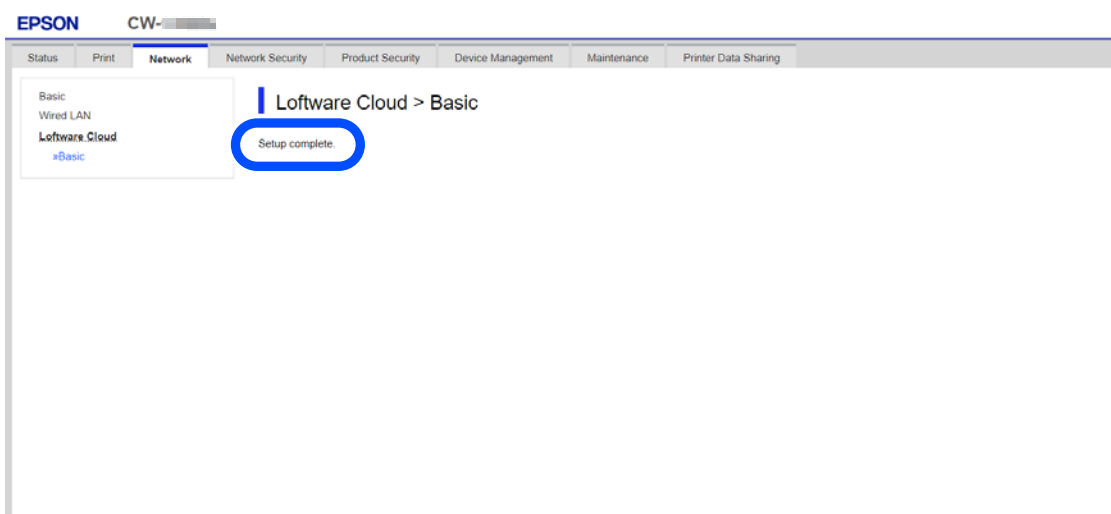 EPSON CW-
Status Print Network Network Security Product Security Device Management Maintenance Printer Data Sharing
Basic
Wired LAN
Loftware Cloud
»Basic
Loftware Cloud > Basic
Setup complete.